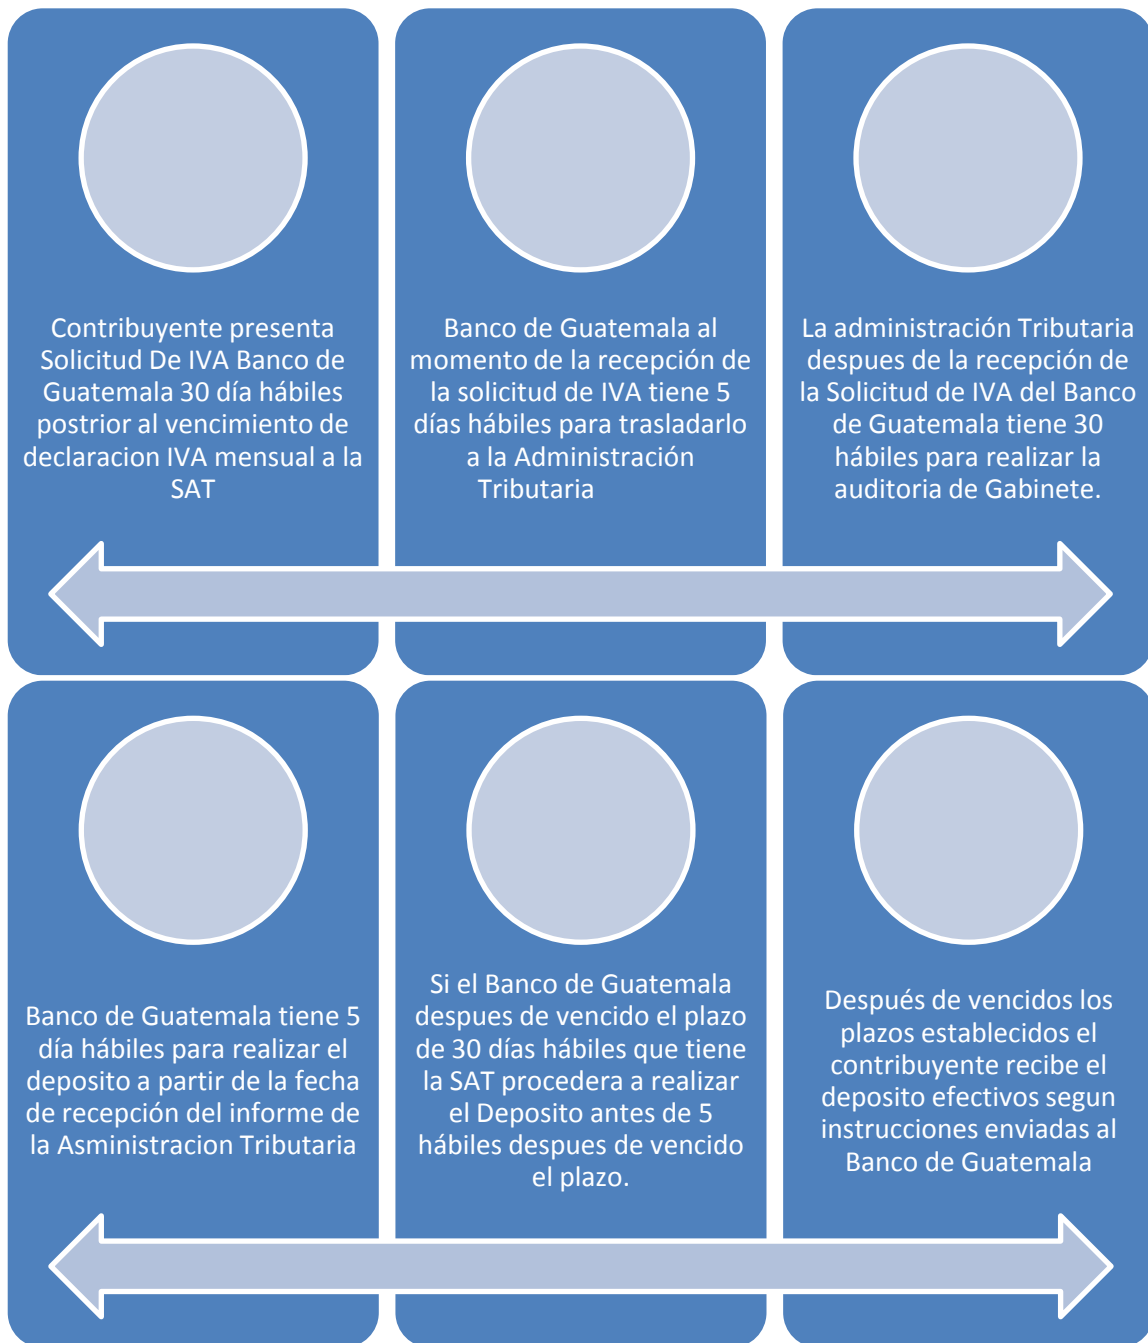 Contribuyente presenta
Solicitud De IVA Banco de
Guatemala 30 día hábiles
postrior al vencimiento de
declaracion IVA mensual a la
SAT
Banco de Guatemala al
momento de la recepción de
la solicitud de IVA tiene 5
días hábiles para trasladarlo
a la Administración
Tributaria
La administración Tributaria
despues de la recepción de
la Solicitud de IVA del Banco
de Guatemala tiene 30
hábiles para realizar la
auditoria de Gabinete.
Banco de Guatemala tiene 5
día hábiles para realizar el
deposito a partir de la fecha
de recepción del informe de
la Asministracion Tributaria
Si el Banco de Guatemala
despues de vencido el plazo
de 30 días hábiles que tiene
la SAT procedera a realizar
el Deposito antes de 5
hábiles despues de vencido
el plazo.
Después de vencidos los
plazos establecidos el
contribuyente recibe el
deposito efectivos segun
instrucciones enviadas al
Banco de Guatemala